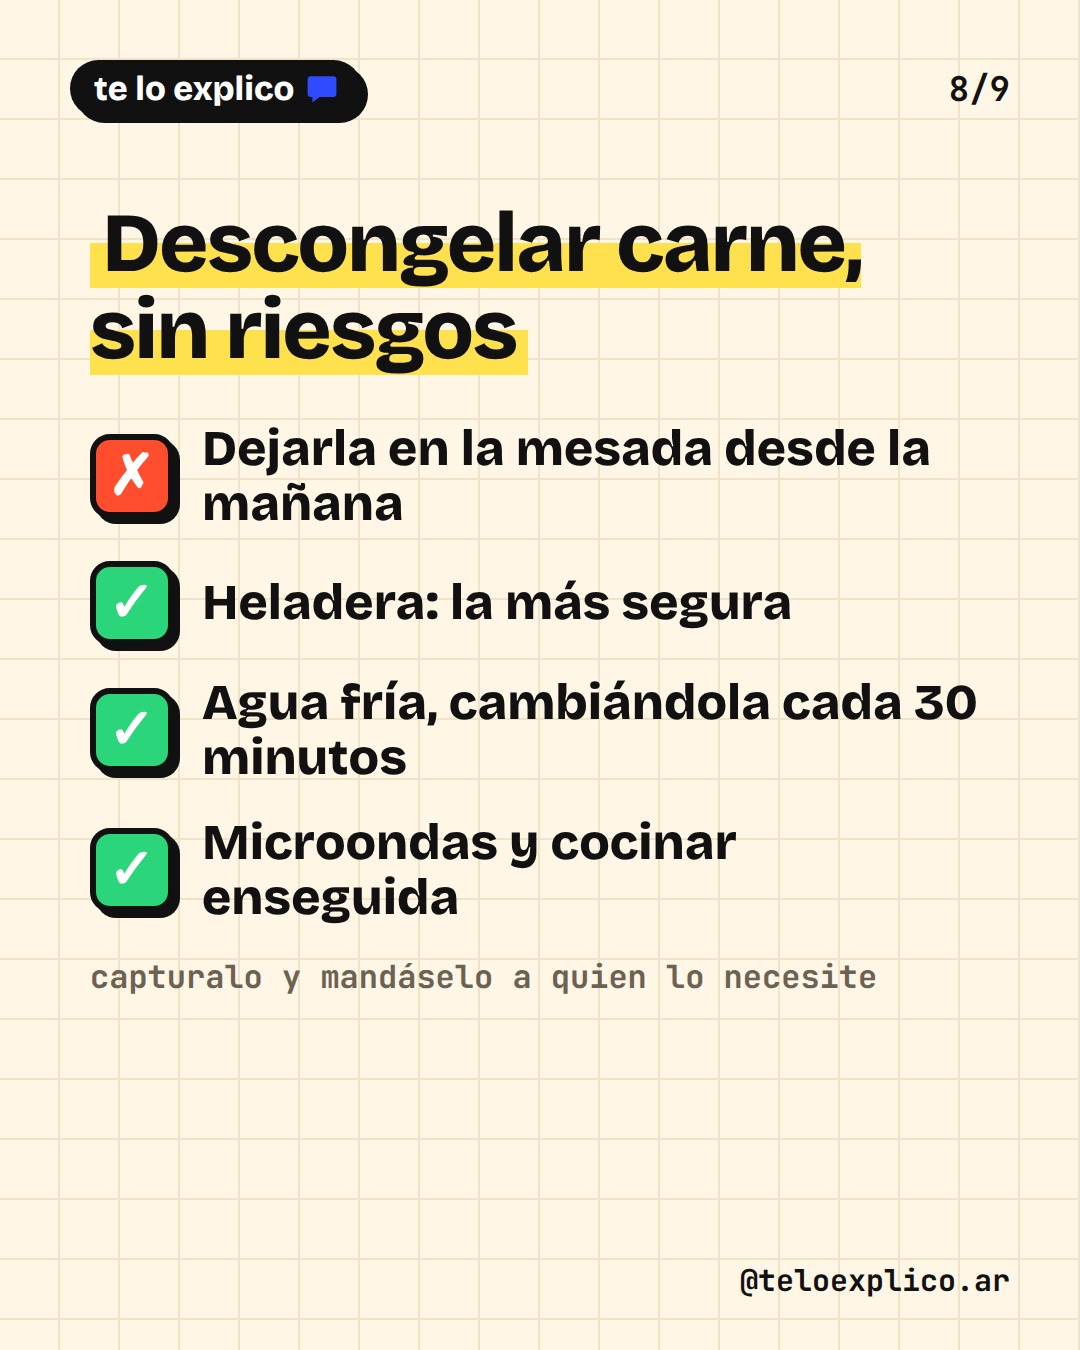 te lo explico
8/9
Descongelar carne,
sin riesgos
✗ Dejarla en la mesada desde la
mañana
✓ Heladera: la más segura
✓ Agua fría, cambiándola cada 30
minutos
✓ Microondas y cocinar
enseguida
capturalo y mandáselo a quien lo necesite
@teloexplico.ar